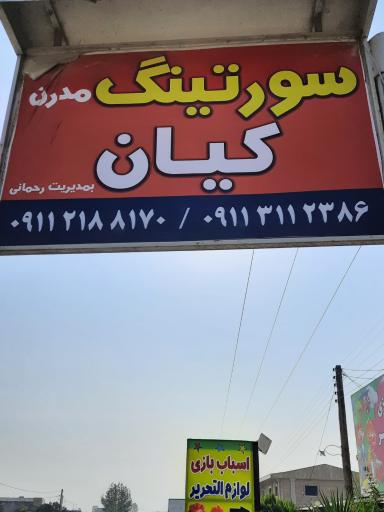 سورتینگ مدرن
کیان
بمدیریت رحمانی
۰۹۱۱ ۲۱۸ ۸۱۷۰ / ۰۹۱۱ ۳۱۱ ۲۳۸۶
اسباب بازی
لوازم التحریر